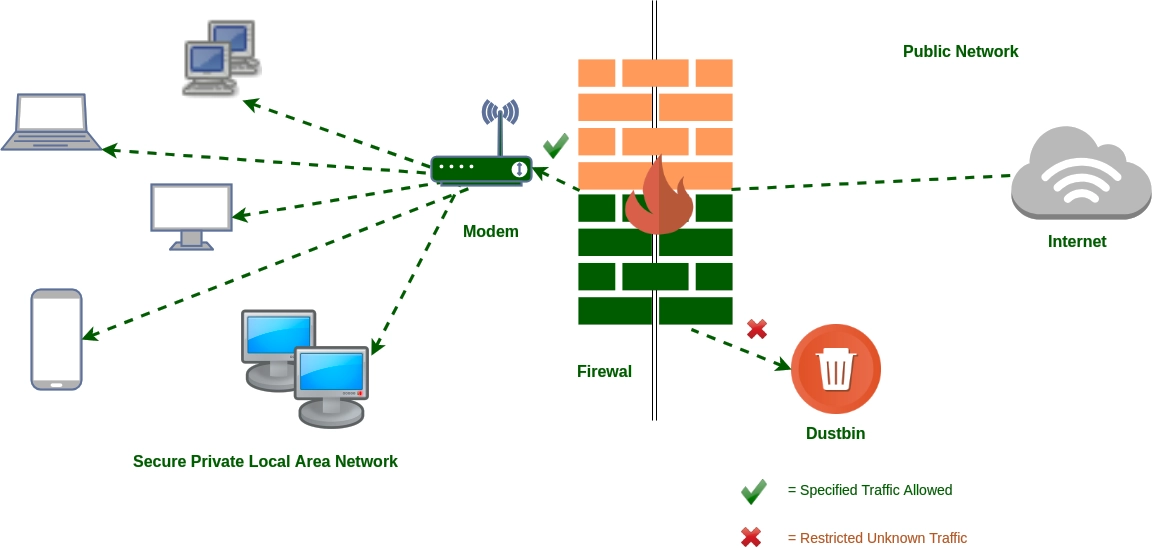 Public Network
Modem
Internet
Firewal
Dustbin
Secure Private Local Area Network
= Specified Traffic Allowed
= Restricted Unknown Traffic